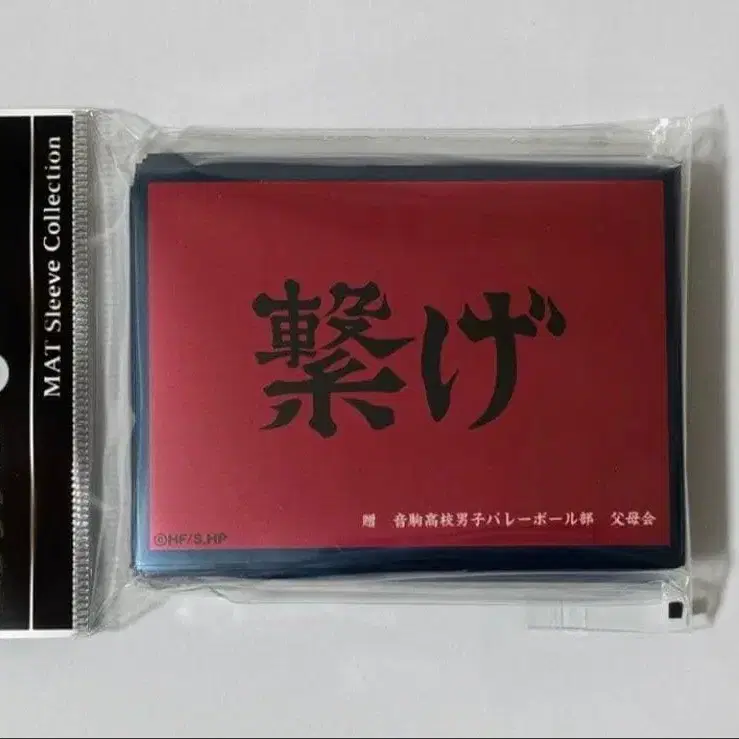 MAT Sleeve Collection
繋げ
贈 音駒高校男子バレーボール部 父母会
©HF/S,HP